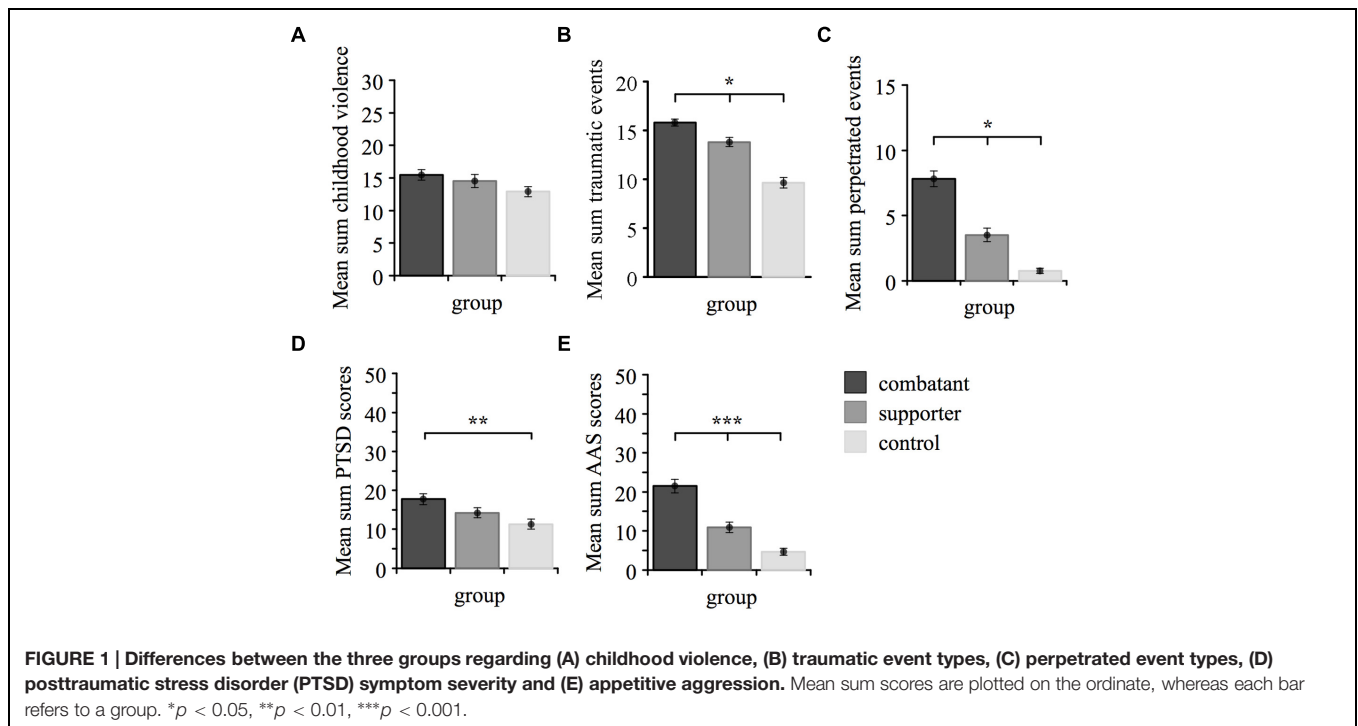 A
Mean sum childhood violence
30
25
20
15
10
5
0
group
B
Mean sum traumatic events
20
15
10
5
0
*
group
C
Mean sum perpetrated events
15
10
5
0
*
group
D
Mean sum PTSD scores
50
40
30
20
10
0
**
group
E
Mean sum AAS scores
50
40
30
20
10
0
***
group
combatant
supporter
control
FIGURE 1 | Differences between the three groups regarding (A) childhood violence, (B) traumatic event types, (C) perpetrated event types, (D)
posttraumatic stress disorder (PTSD) symptom severity and (E) appetitive aggression. Mean sum scores are plotted on the ordinate, whereas each bar
refers to a group. *p < 0.05, **p < 0.01, ***p < 0.001.